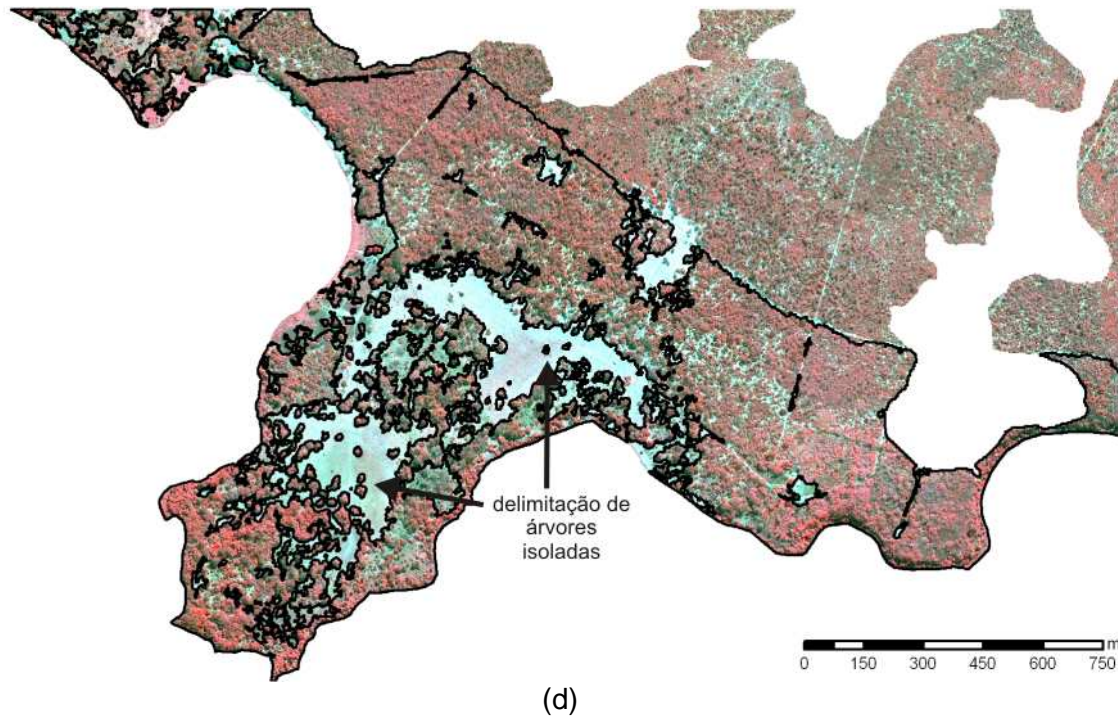 delimitação de
árvores
isoladas
m
0 150 300 450 600 750
(d)